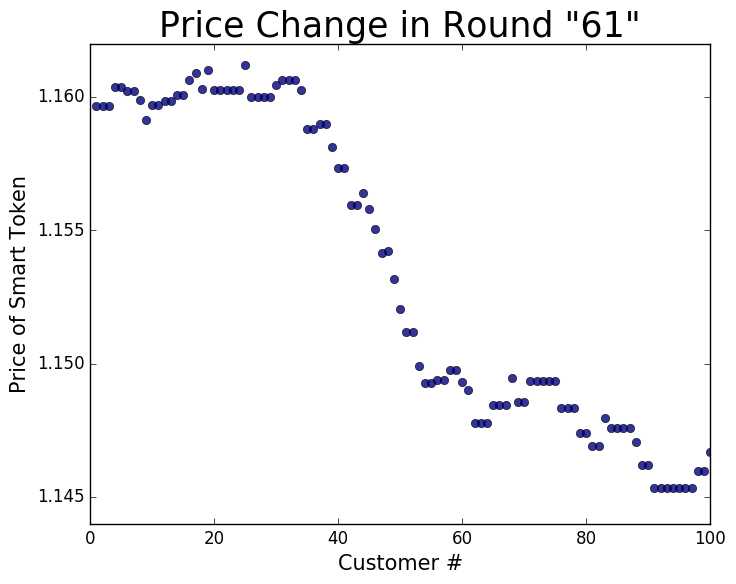 Price Change in Round "61"
Price of Smart Token
1.160
1.155
1.150
1.145
0 20 40 60 80 100
Customer #